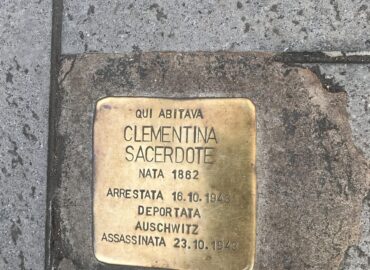 QUI ABITAVA
CLEMENTINA
SACERDOTE
NATA 1862
ARRESTATA 16.10.1943
DEPORTATA
AUSCHWITZ
ASSASSINATA 23.10.1943